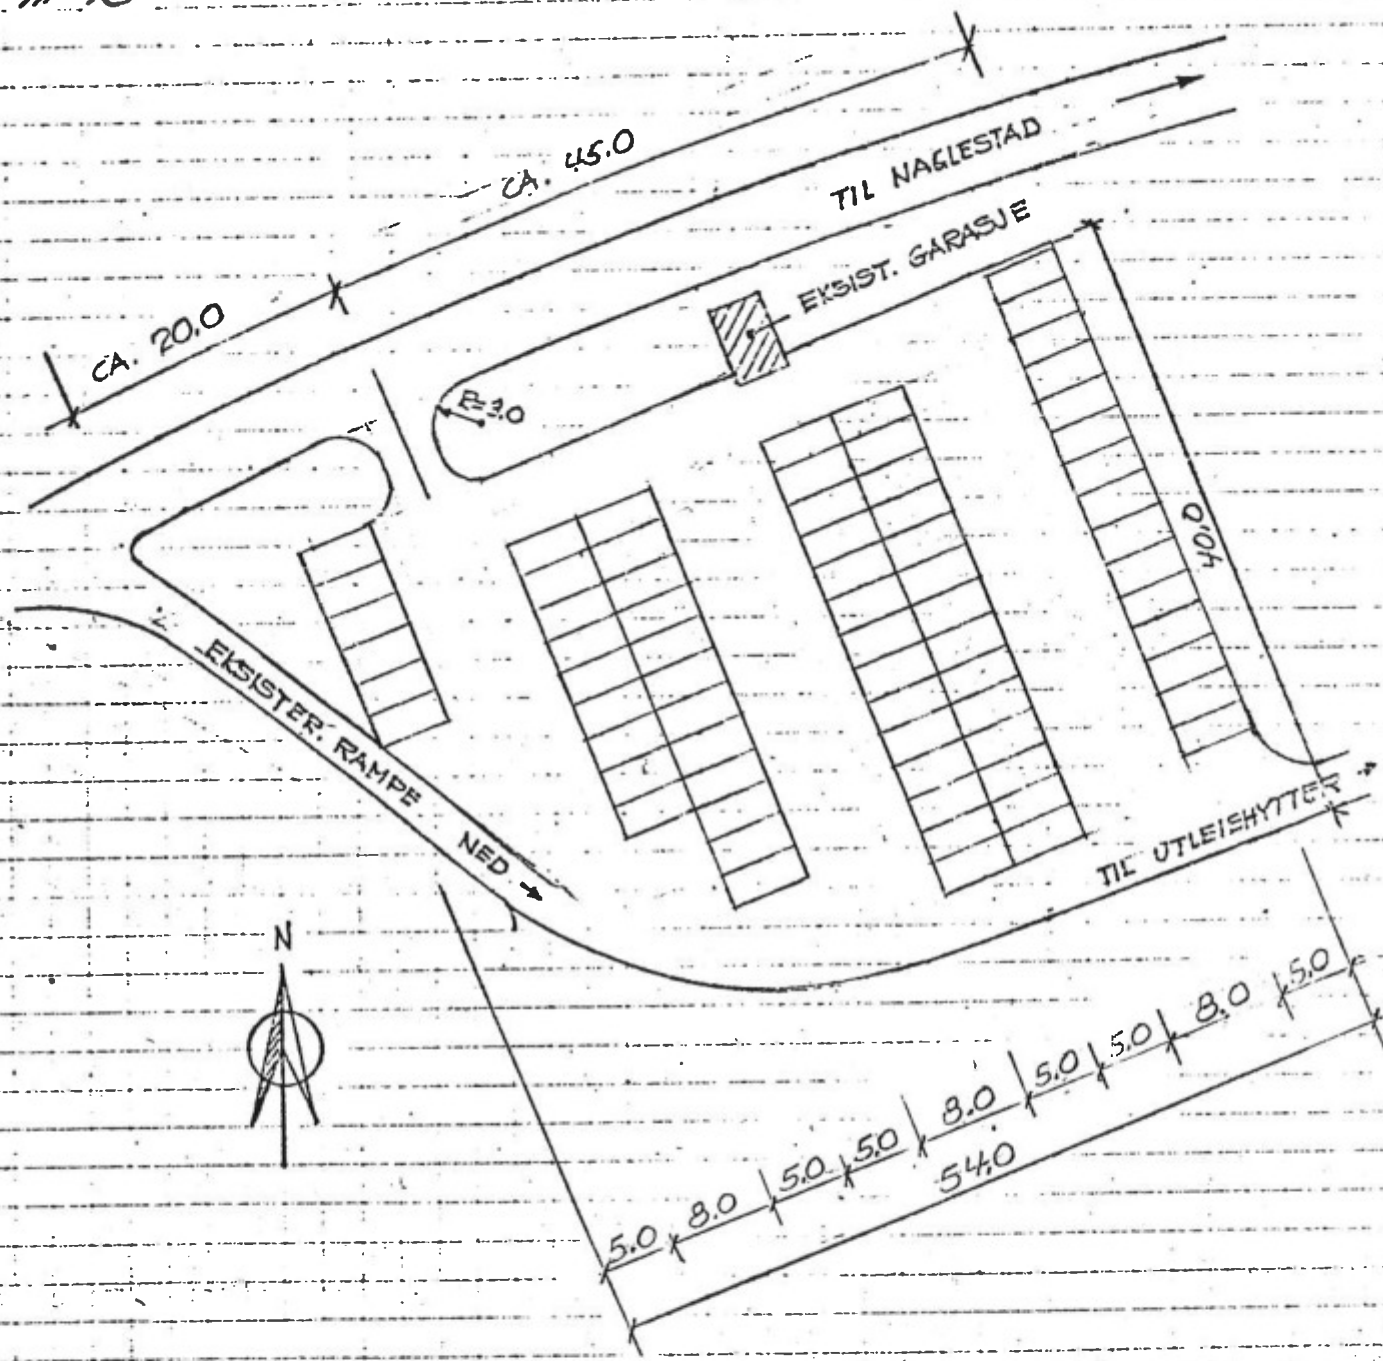 CA. 45.0
TIL NAGLESTAD
EKSIST. GARASJE
CA. 20.0
R=3.0
40,0
EKSISTER. RAMPE NED
TIL UTLEIEHYTTER
N
5.0 8.0 5.0 5.0 8.0 5.0 5.0 8.0 5.0
54.0